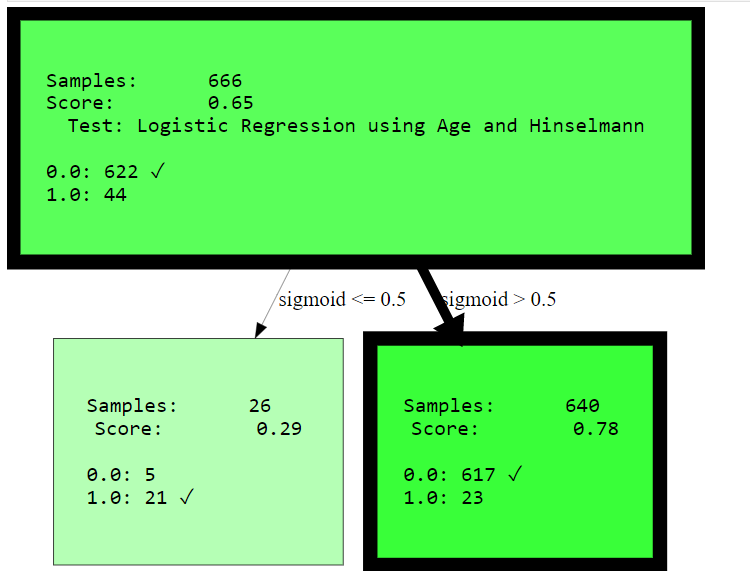 Samples: 666
Score: 0.65
Test: Logistic Regression using Age and Hinselmann
0.0: 622 ✓
1.0: 44
sigmoid <= 0.5
sigmoid > 0.5
Samples: 26
Score: 0.29
0.0: 5
1.0: 21 ✓
Samples: 640
Score: 0.78
0.0: 617 ✓
1.0: 23